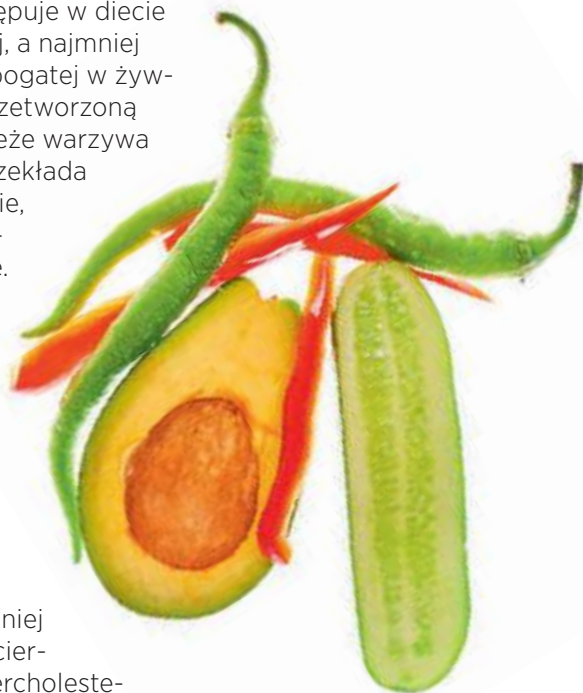 ępuje w diecie
j, a najmniej
bogatej w żyw-
zetworzoną
eże warzywa
zekłada
ie,
-
e.
niej
cier-
ercholeste-